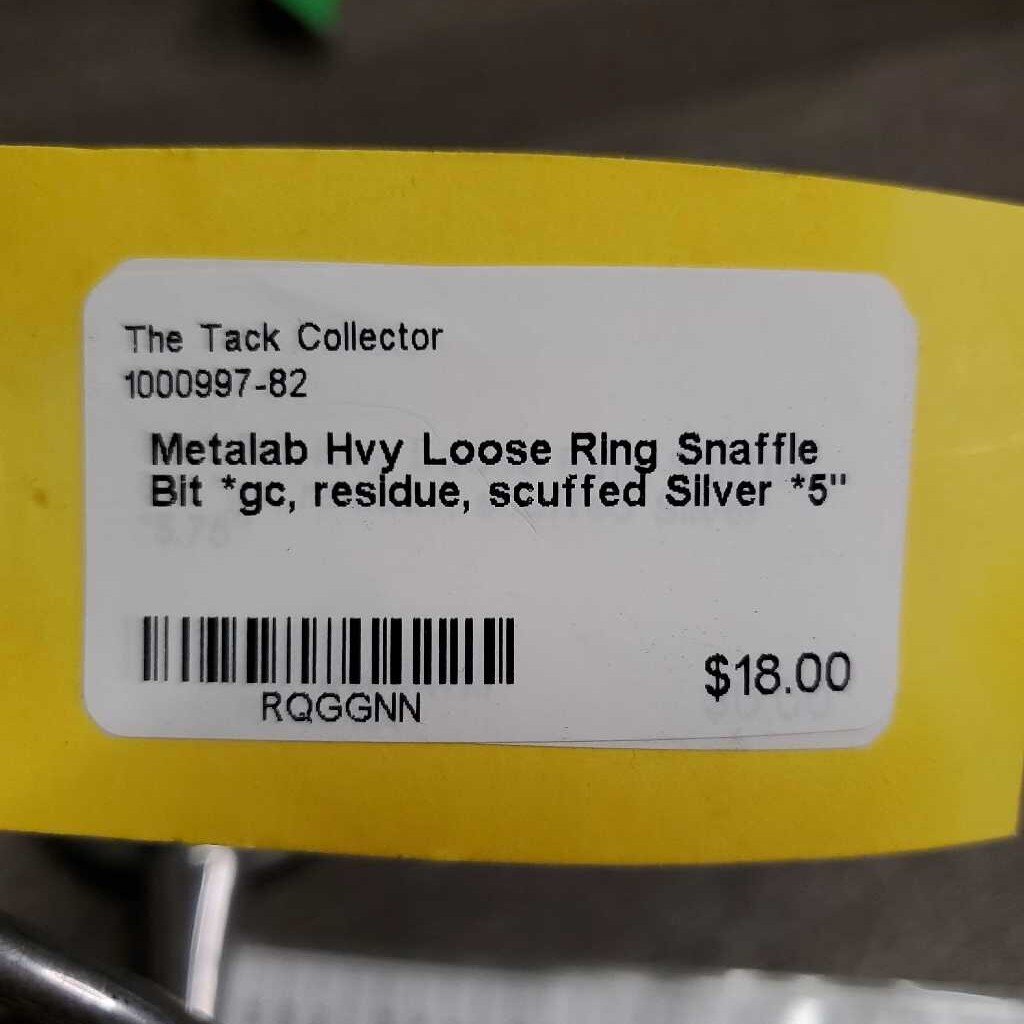 The Tack Collector
1000997-82
Metalab Hvy Loose Ring Snaffle
Bit *gc, residue, scuffed Silver *5"
RQGGNN
$18.00